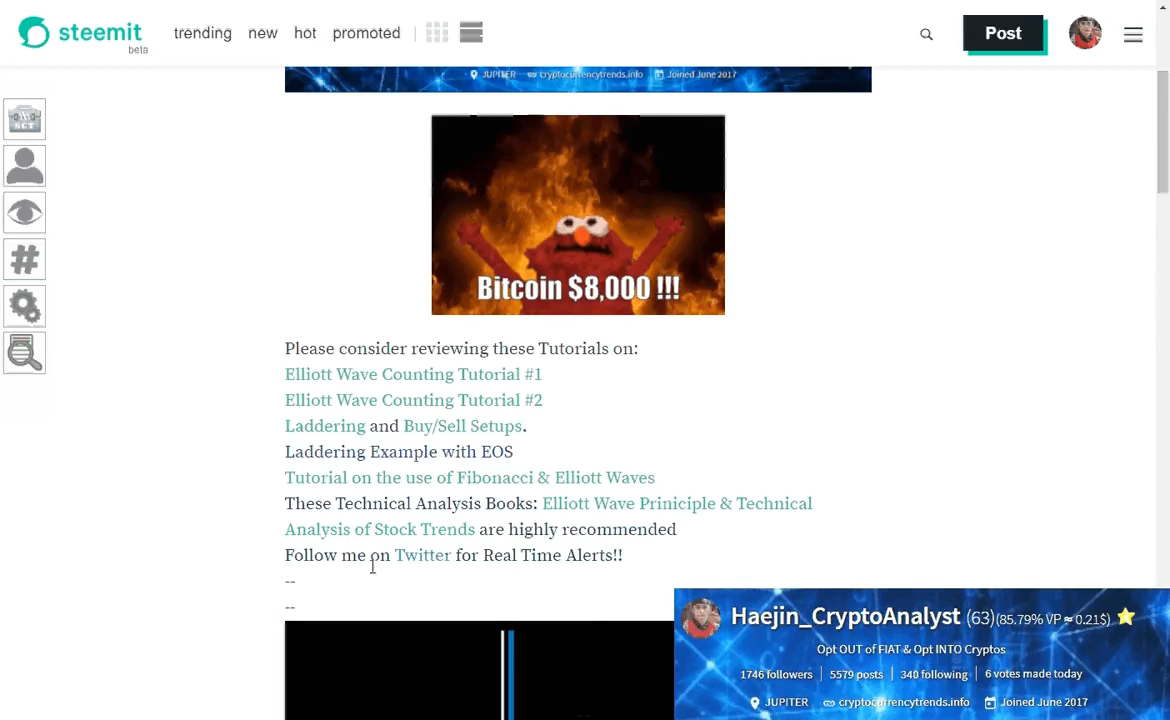 steemit
beta
trending new hot promoted
Post
SCT
JUPITER cryptocurrencytrends.info Joined June 2017
Bitcoin $8,000 !!!
Please consider reviewing these Tutorials on:
Elliott Wave Counting Tutorial #1
Elliott Wave Counting Tutorial #2
Laddering and Buy/Sell Setups.
Laddering Example with EOS
Tutorial on the use of Fibonacci & Elliott Waves
These Technical Analysis Books: Elliott Wave Priniciple & Technical
Analysis of Stock Trends are highly recommended
Follow me on Twitter for Real Time Alerts!!
--
--
Haejin_CryptoAnalyst (63)(85.79% VP ≈ 0.21$)
Opt OUT of FIAT & Opt INTO Cryptos
1746 followers | 5579 posts | 340 following | 6 votes made today
JUPITER cryptocurrencytrends.info Joined June 2017